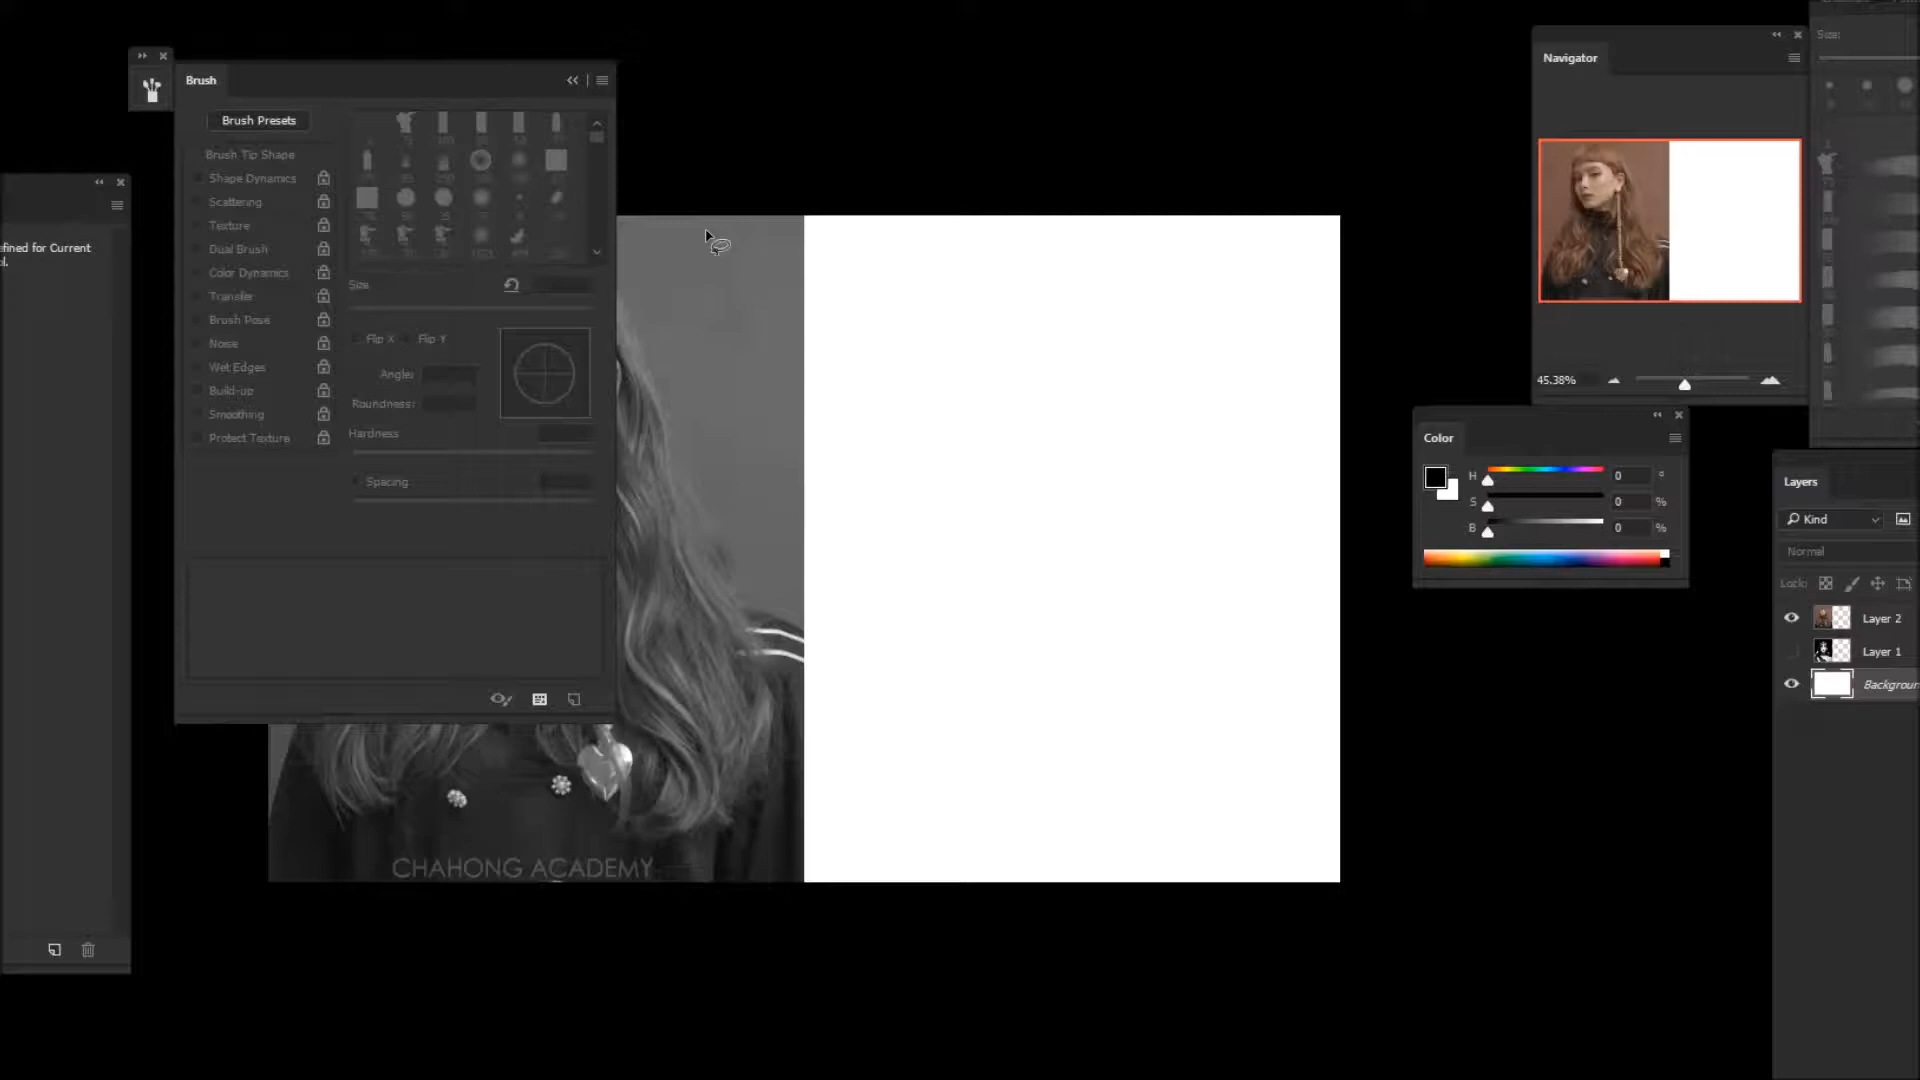 Brush
Brush Presets
Brush Tip Shape
Shape Dynamics
Scattering
Texture
Dual Brush
Color Dynamics
Transfer
Brush Pose
Noise
Wet Edges
Build-up
Smoothing
Protect Texture
Size
Flip X
Flip Y
Angle:
Roundness:
Hardness
Spacing
efined for Current
l.
CHAHONG ACADEMY
Navigator
45.38%
Size:
Color
H 0 °
S 0 %
B 0 %
Layers
Kind
Normal
Lock:
Layer 2
Layer 1
Backgroun